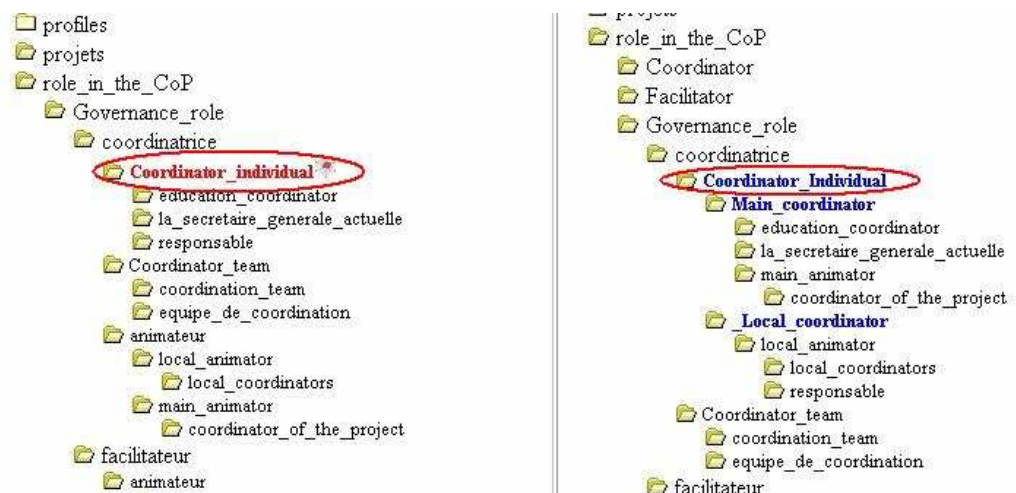 profiles
projets
role_in_the_CoP
Governance_role
coordinatrice
Coordinator_individual
education_coordinator
la_secretaire_generale_actuelle
responsable
Coordinator_team
coordination_team
equipe_de_coordination
animateur
local_animator
local_coordinators
main_animator
coordinator_of_the_project
facilitateur
animateur
projets
role_in_the_CoP
Coordinator
Facilitator
Governance_role
coordinatrice
Coordinator_Individual
Main_coordinator
education_coordinator
la_secretaire_generale_actuelle
main_animator
coordinator_of_the_project
_Local_coordinator
local_animator
local_coordinators
responsable
Coordinator_team
coordination_team
equipe_de_coordination
facilitateur